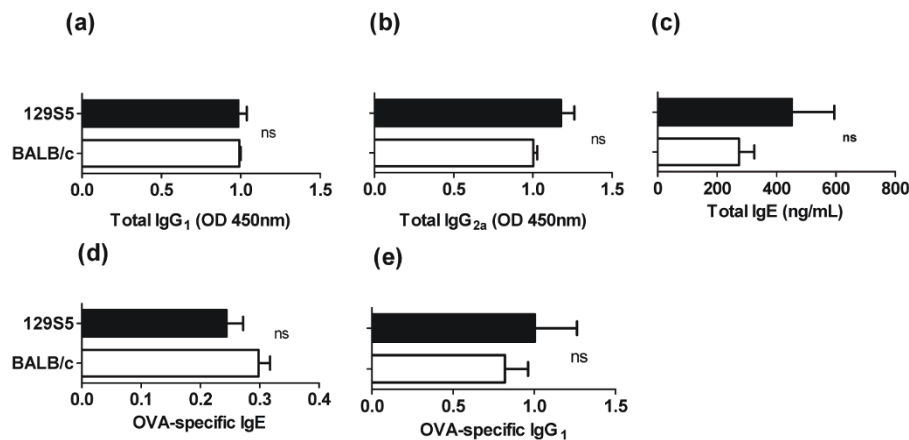 (a)
129S5
BALB/c
ns
0.0 0.5 1.0 1.5
Total IgG1 (OD 450nm)
(b)
ns
0.0 0.5 1.0 1.5
Total IgG2a (OD 450nm)
(c)
ns
0 200 400 600 800
Total IgE (ng/mL)
(d)
129S5
BALB/c
ns
0.0 0.1 0.2 0.3 0.4
OVA-specific IgE
(e)
ns
0.0 0.5 1.0 1.5
OVA-specific IgG1